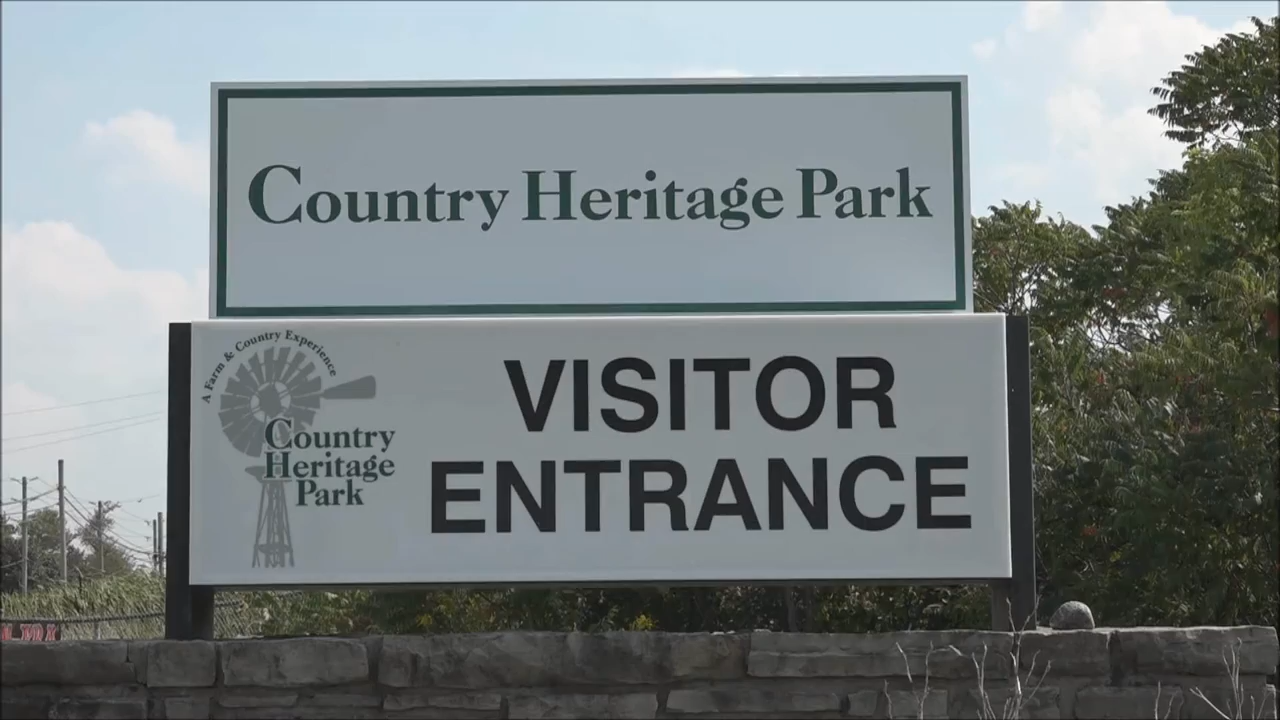 Country Heritage Park
A Farm & Country Experience
Country
Heritage
Park
VISITOR
ENTRANCE